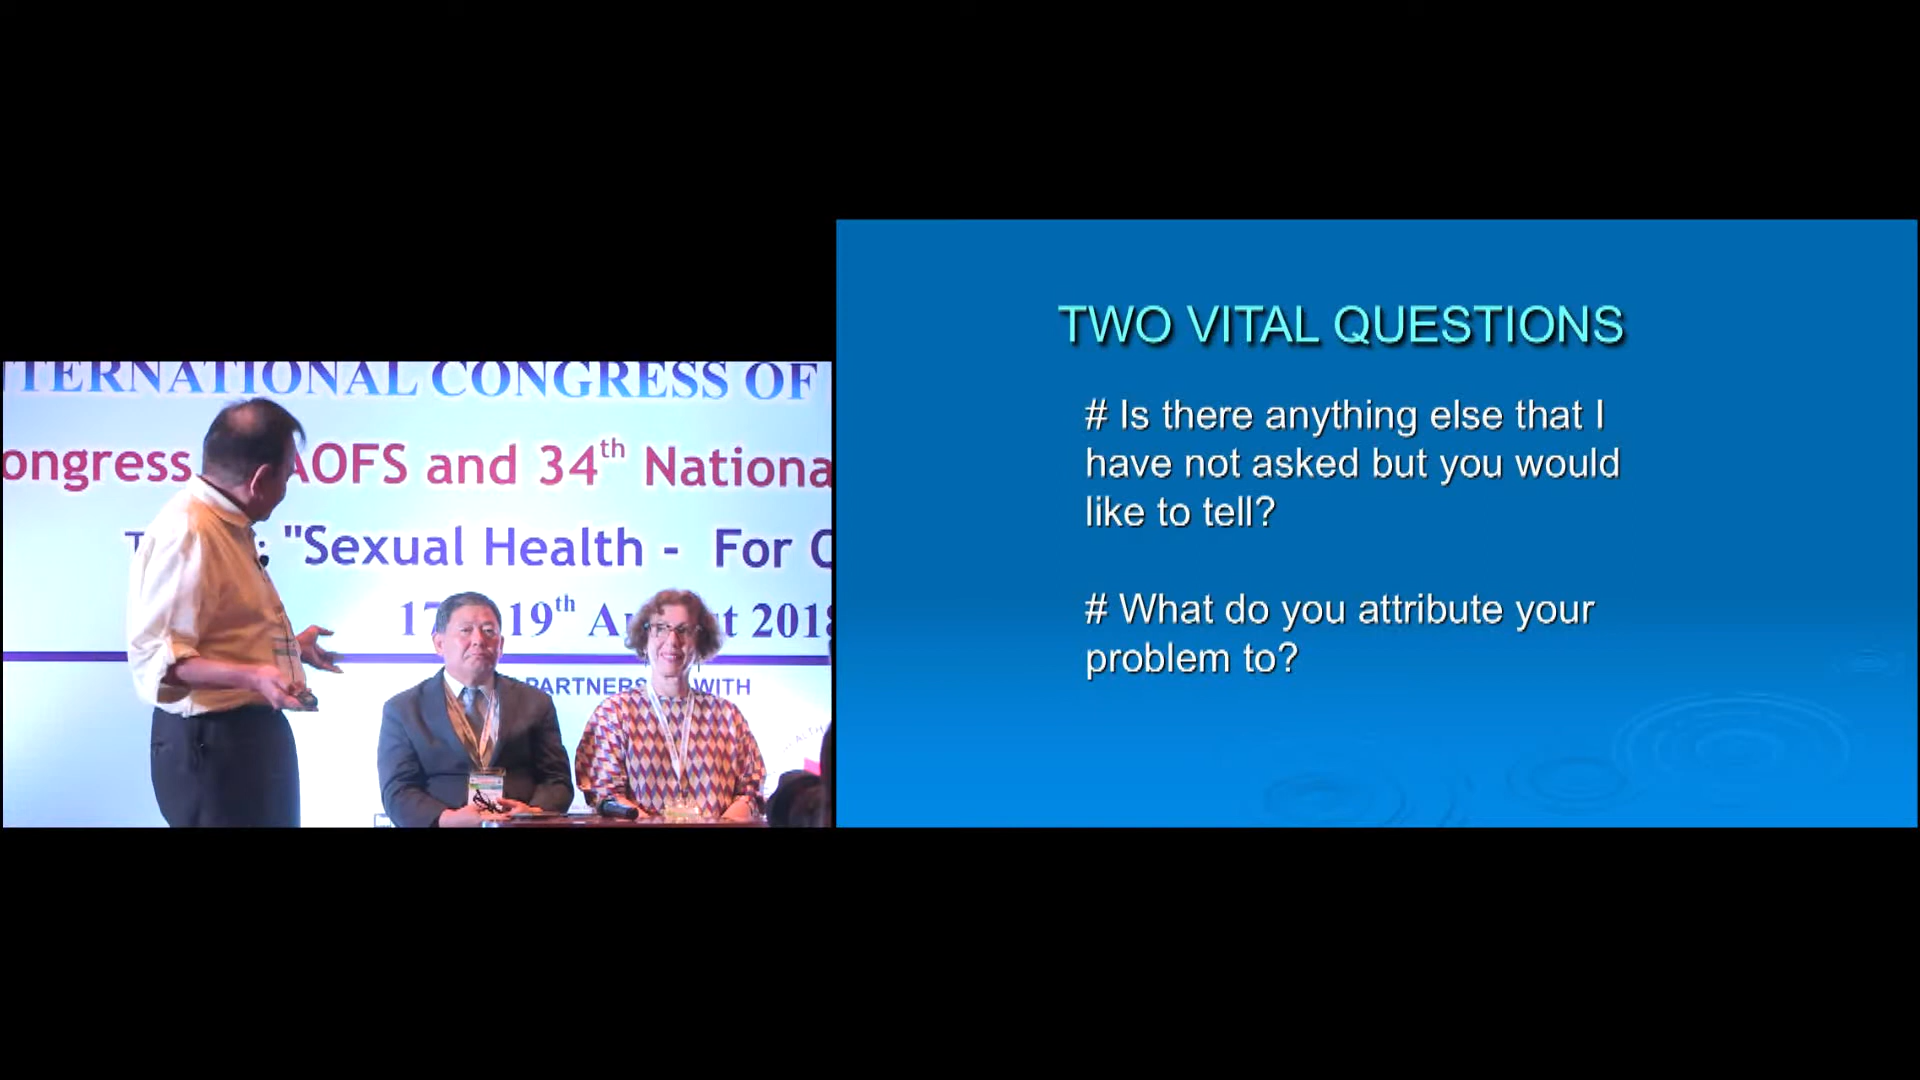 NTERNATIONAL CONGRESS OF
ongress AOFS and 34th Nationa
"Sexual Health - For
17 19th A t 2018
PARTNERS WITH
TWO VITAL QUESTIONS
# Is there anything else that I
have not asked but you would
like to tell?
# What do you attribute your
problem to?